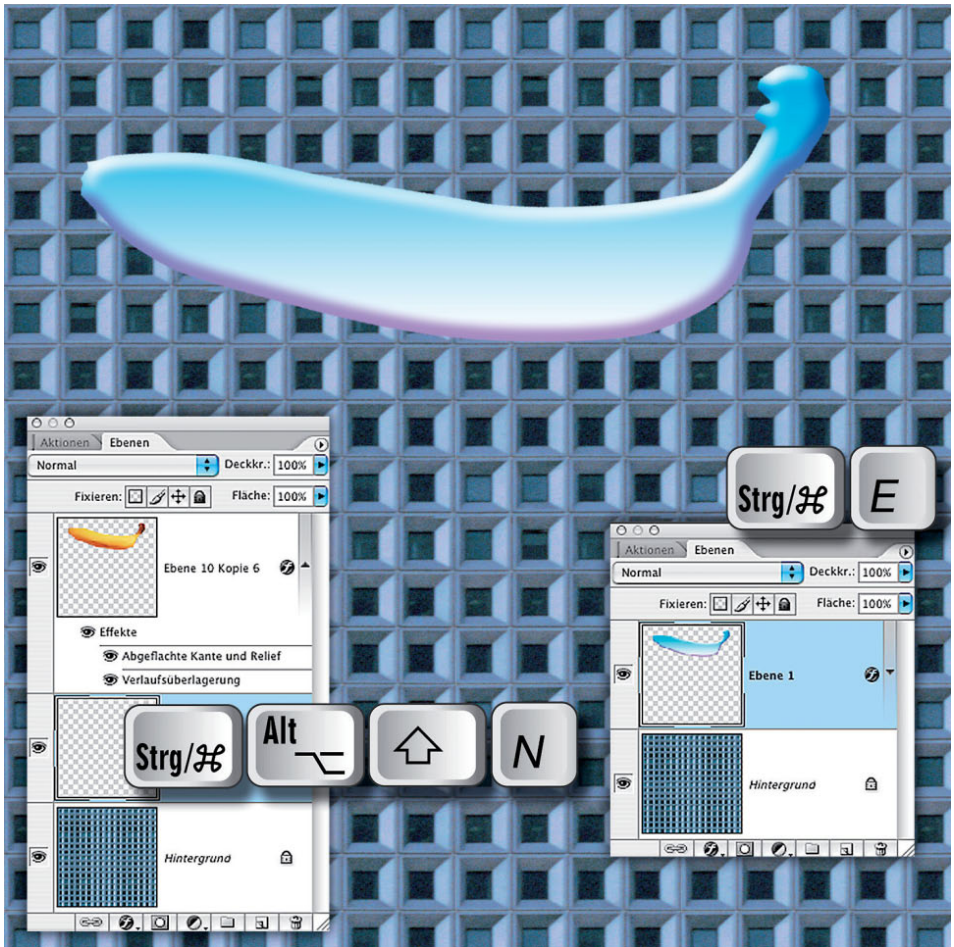 Aktionen Ebenen
Normal Deckkr.: 100%
Fixieren: Fläche: 100%
Ebene 10 Kopie 6
Effekte
Abgeflachte Kante und Relief
Verlaufsüberlagerung
Strg/⌘ Alt ⌥ ⇧ N
Hintergrund
Strg/⌘ E
Aktionen Ebenen
Normal Deckkr.: 100%
Fixieren: Fläche: 100%
Ebene 1
Hintergrund